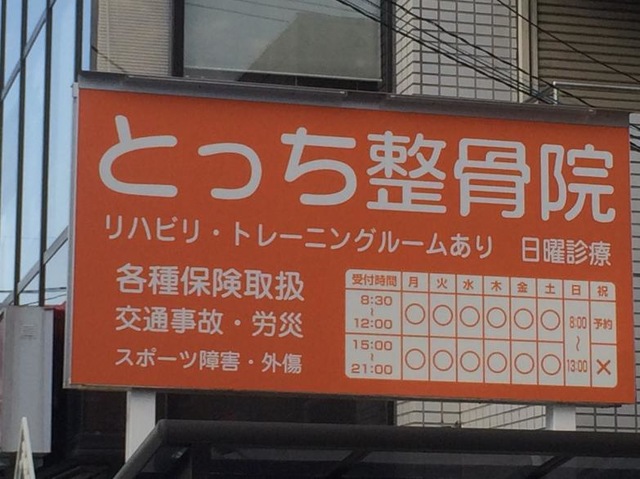 とっち整骨院
リハビリ・トレーニングルームあり 日曜診療
各種保険取扱
交通事故・労災
スポーツ障害・外傷
受付時間 月 火 水 木 金 土 日 祝
8:30~12:00 ○ ○ ○ ○ ○ ○ 8:00~13:00 予約
15:00~21:00 ○ ○ ○ ○ ○ ○ ×